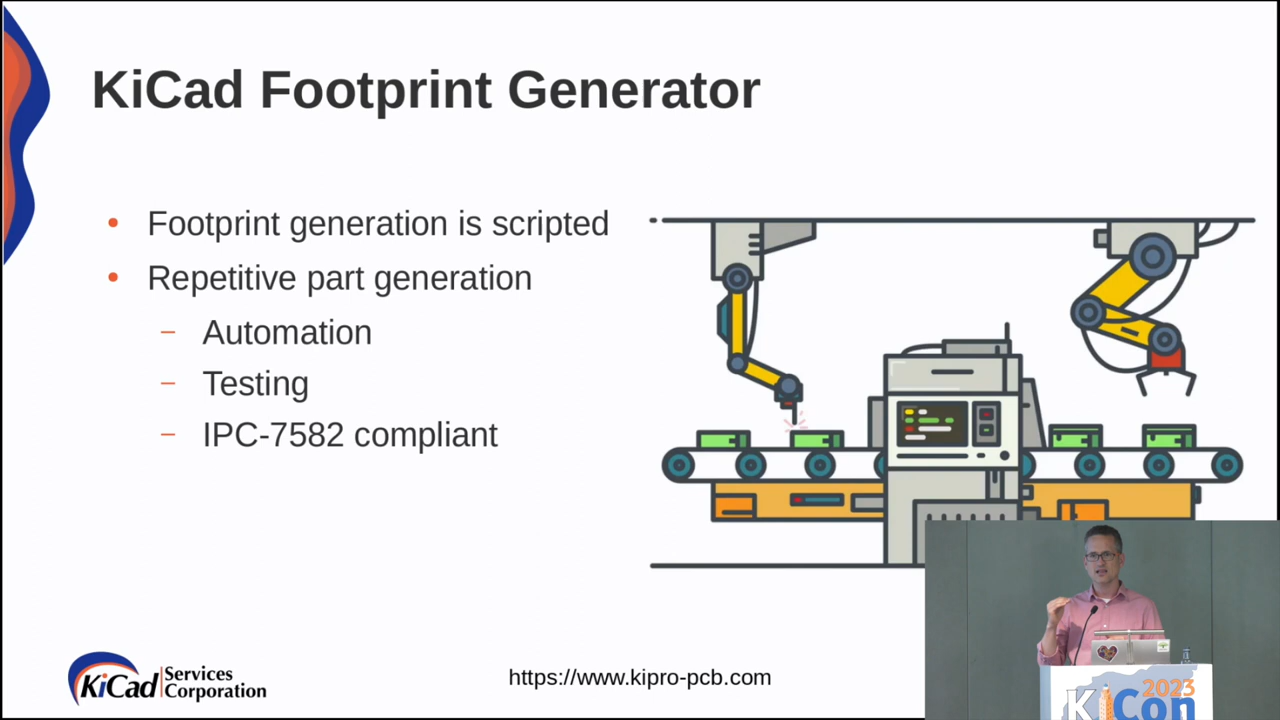 KiCad Footprint Generator
• Footprint generation is scripted
• Repetitive part generation
– Automation
– Testing
– IPC-7582 compliant
KiCad Services
Corporation
https://www.kipro-pcb.com
2023
KiCon